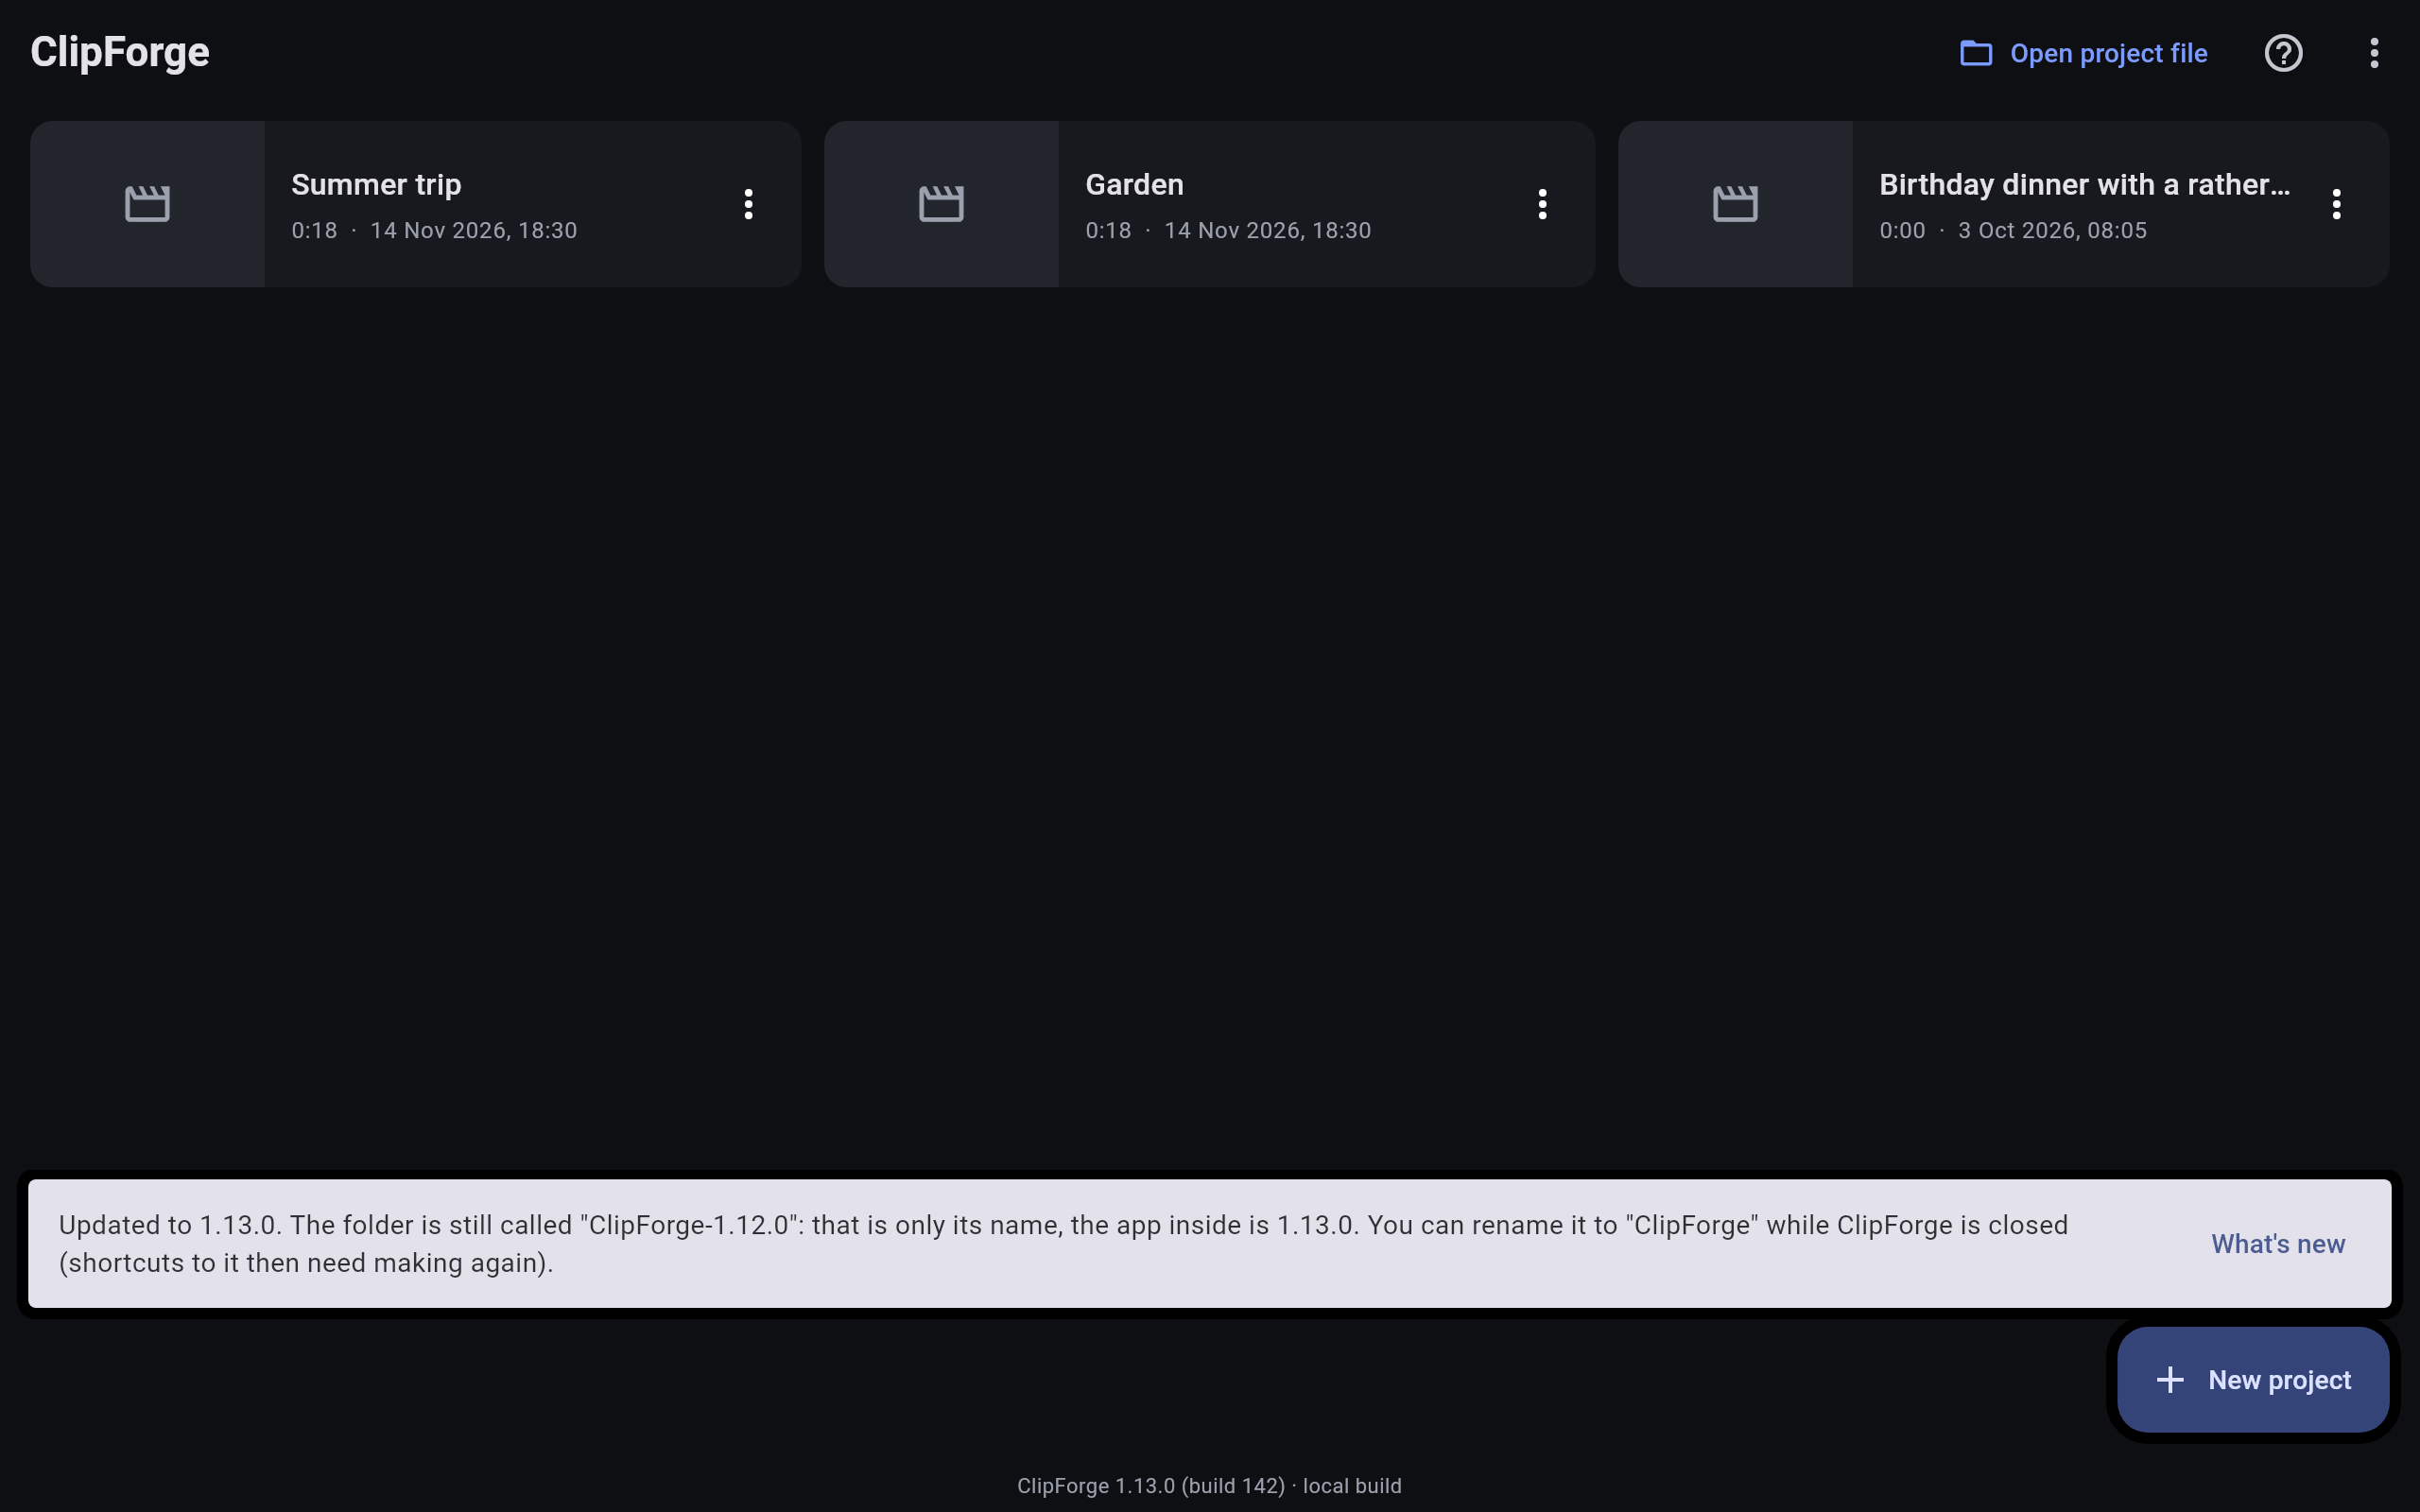 ClipForge
Open project file
Summer trip
0:18 · 14 Nov 2026, 18:30
Garden
0:18 · 14 Nov 2026, 18:30
Birthday dinner with a rather…
0:00 · 3 Oct 2026, 08:05
Updated to 1.13.0. The folder is still called "ClipForge-1.12.0": that is only its name, the app inside is 1.13.0. You can rename it to "ClipForge" while ClipForge is closed
(shortcuts to it then need making again).
What's new
New project
ClipForge 1.13.0 (build 142) · local build